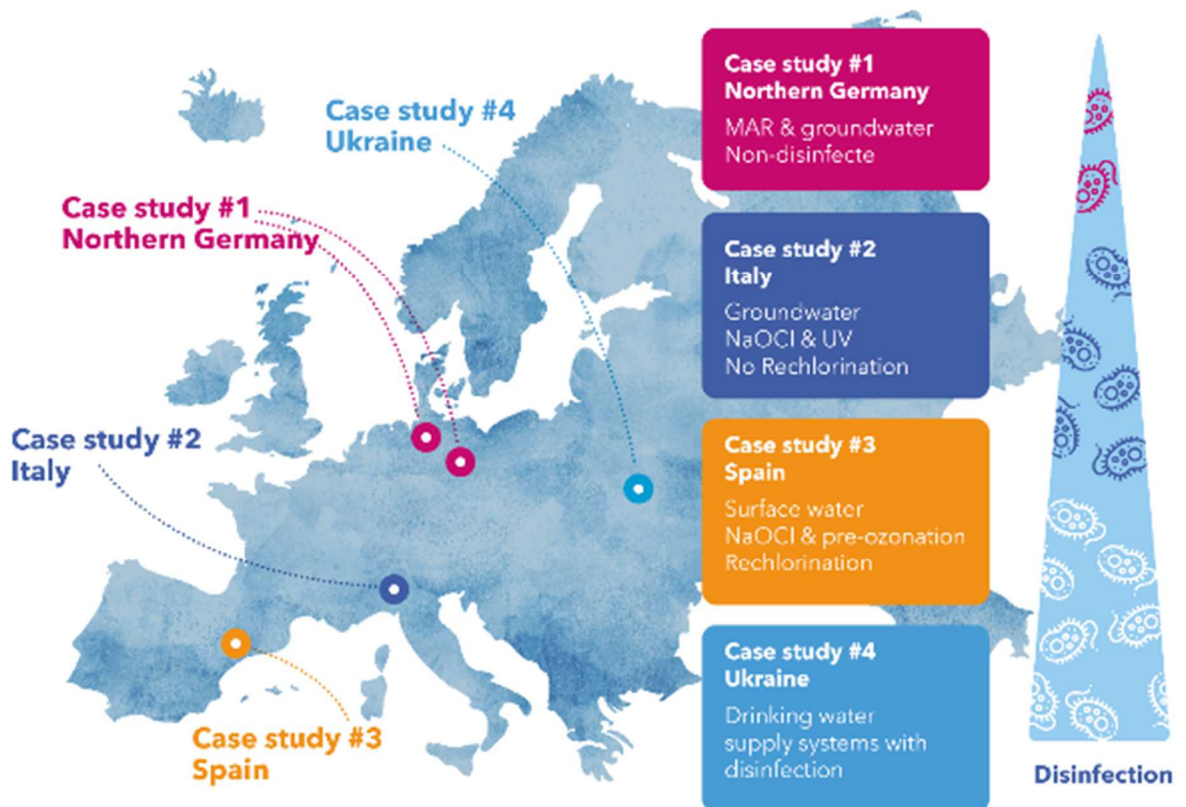 Case study #4
Ukraine
Case study #1
Northern Germany
Case study #2
Italy
Case study #3
Spain
Case study #1
Northern Germany
MAR & groundwater
Non-disinfecte
Case study #2
Italy
Groundwater
NaOCl & UV
No Rechlorination
Case study #3
Spain
Surface water
NaOCl & pre-ozonation
Rechlorination
Case study #4
Ukraine
Drinking water
supply systems with
disinfection
Disinfection